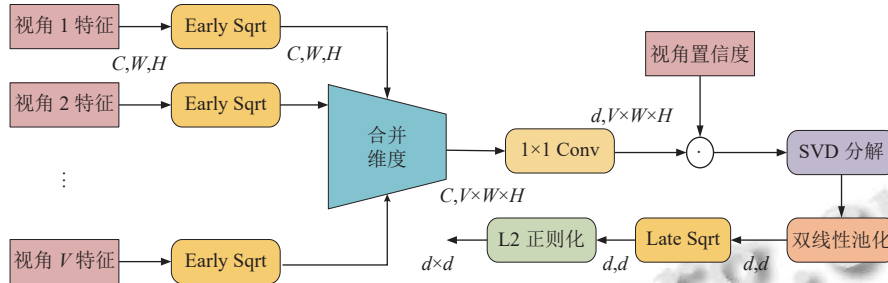 视角 1 特征
Early Sqrt
C,W,H
C,W,H
视角 2 特征
Early Sqrt
⋮
视角 V 特征
Early Sqrt
合并
维度
C,V×W×H
1×1 Conv
d,V×W×H
视角置信度
·
SVD 分解
双线性池化
d,d
Late Sqrt
d,d
L2 正则化
d×d